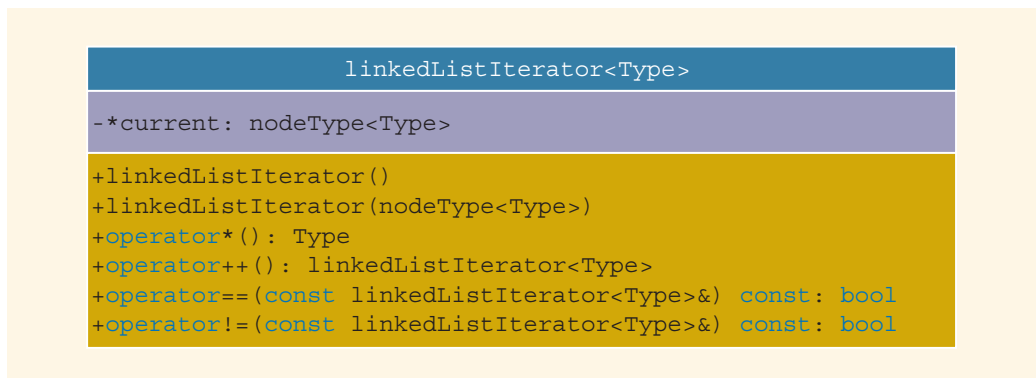 linkedListIterator<Type>
-*current: nodeType<Type>
+linkedListIterator()
+linkedListIterator(nodeType<Type>)
+operator*(): Type
+operator++(): linkedListIterator<Type>
+operator==(const linkedListIterator<Type>&) const: bool
+operator!=(const linkedListIterator<Type>&) const: bool